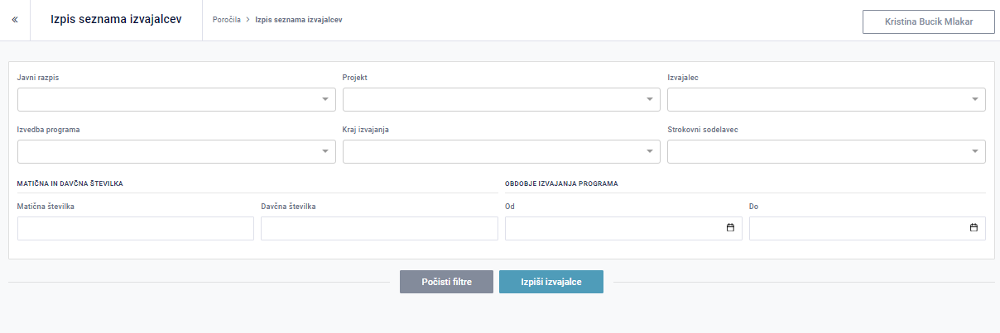 «
Izpis seznama izvajalcev
Poročila > Izpis seznama izvajalcev
Kristina Bucik Mlakar
Javni razpis
Projekt
Izvajalec
Izvedba programa
Kraj izvajanja
Strokovni sodelavec
MATIČNA IN DAVČNA ŠTEVILKA
OBDOBJE IZVAJANJA PROGRAMA
Matična številka
Davčna številka
Od
Do
Počisti filtre
Izpiši izvajalce